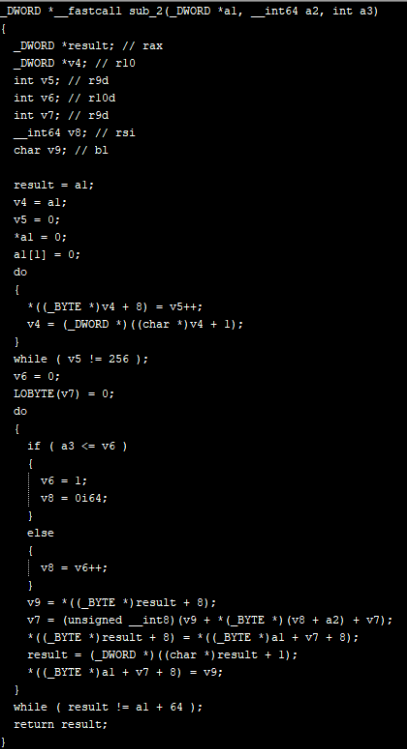 _DWORD *__fastcall sub_2(_DWORD *a1, __int64 a2, int a3)
{
  _DWORD *result; // rax
  _DWORD *v4; // r10
  int v5; // r9d
  int v6; // r10d
  int v7; // r9d
  __int64 v8; // rsi
  char v9; // bl

  result = a1;
  v4 = a1;
  v5 = 0;
  *a1 = 0;
  a1[1] = 0;
  do
  {
    *((_BYTE *)v4 + 8) = v5++;
    v4 = (_DWORD *)((char *)v4 + 1);
  }
  while ( v5 != 256 );
  v6 = 0;
  LOBYTE(v7) = 0;
  do
  {
    if ( a3 <= v6 )
    {
      v6 = 1;
      v8 = 0i64;
    }
    else
    {
      v8 = v6++;
    }
    v9 = *((_BYTE *)result + 8);
    v7 = (unsigned __int8)(v9 + *(_BYTE *)(v8 + a2) + v7);
    *((_BYTE *)result + 8) = *((_BYTE *)a1 + v7 + 8);
    result = (_DWORD *)((char *)result + 1);
    *((_BYTE *)a1 + v7 + 8) = v9;
  }
  while ( result != a1 + 64 );
  return result;
}